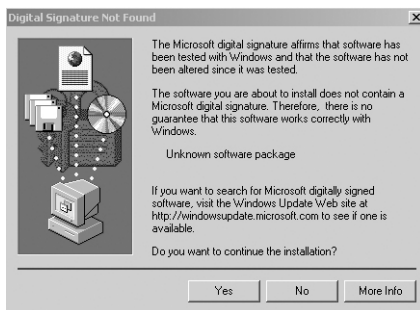 Digital Signature Not Found
The Microsoft digital signature affirms that software has
been tested with Windows and that the software has not
been altered since it was tested.
The software you are about to install does not contain a
Microsoft digital signature. Therefore, there is no
guarantee that this software works correctly with
Windows.
Unknown software package
If you want to search for Microsoft digitally signed
software, visit the Windows Update Web site at
http://windowsupdate.microsoft.com to see if one is
available.
Do you want to continue the installation?
Yes No More Info